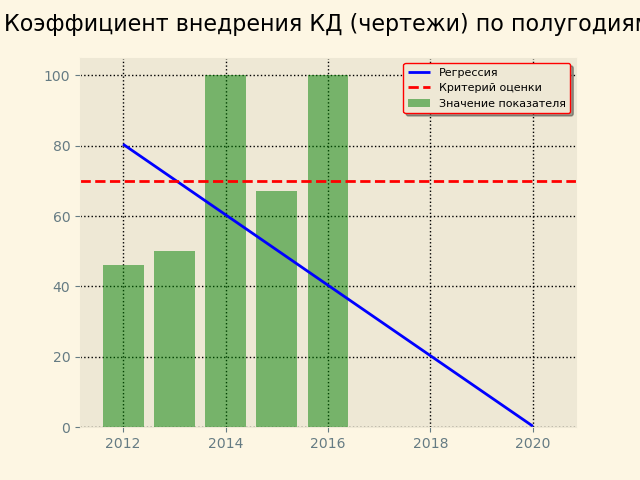 Коэффициент внедрения КД (чертежи) по полугодиям
Регрессия
Критерий оценки
Значение показателя
100
80
60
40
20
0
2012 2014 2016 2018 2020